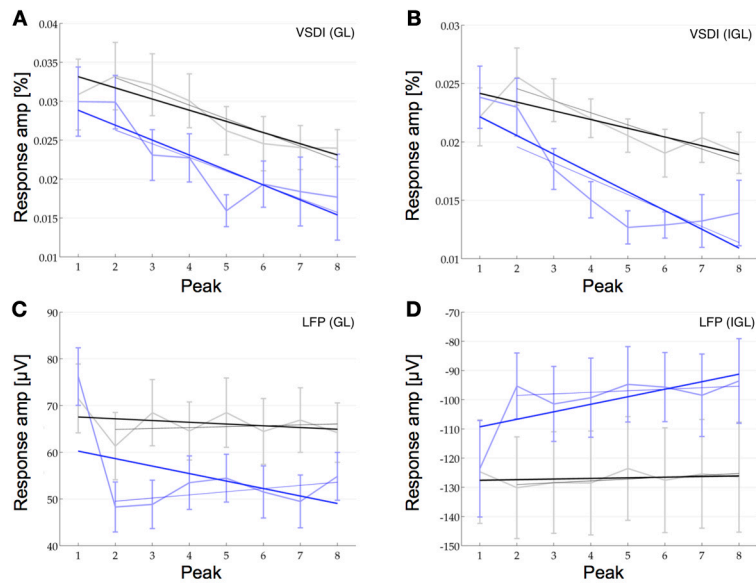 A
VSDI (GL)
Response amp [%]
0.04
0.035
0.03
0.025
0.02
0.015
0.01
1 2 3 4 5 6 7 8
Peak
B
VSDI (IGL)
Response amp [%]
0.03
0.025
0.02
0.015
0.01
1 2 3 4 5 6 7 8
Peak
C
LFP (GL)
Response amp [µV]
90
80
70
60
50
40
1 2 3 4 5 6 7 8
Peak
D
LFP (IGL)
Response amp [µV]
-70
-80
-90
-100
-110
-120
-130
-140
-150
1 2 3 4 5 6 7 8
Peak